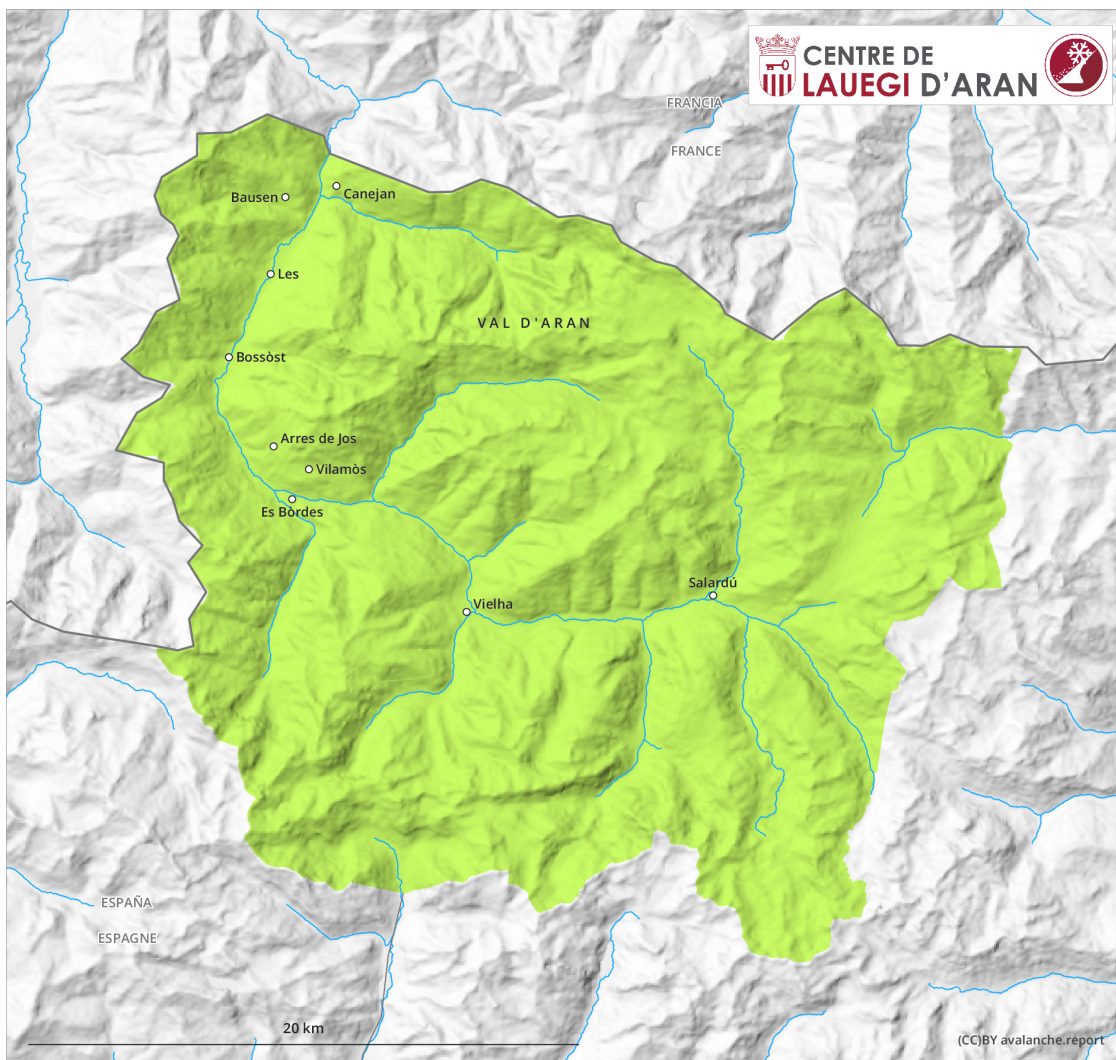 CENTRE DE
LAUEGI D'ARAN
FRANCIA
FRANCE
Bausen
Canejan
Les
VAL D'ARAN
Bossòst
Arres de Jos
Vilamòs
Es Bòrdes
Salardú
Vielha
ESPAÑA
ESPAGNE
20 km
(CC)BY avalanche.report